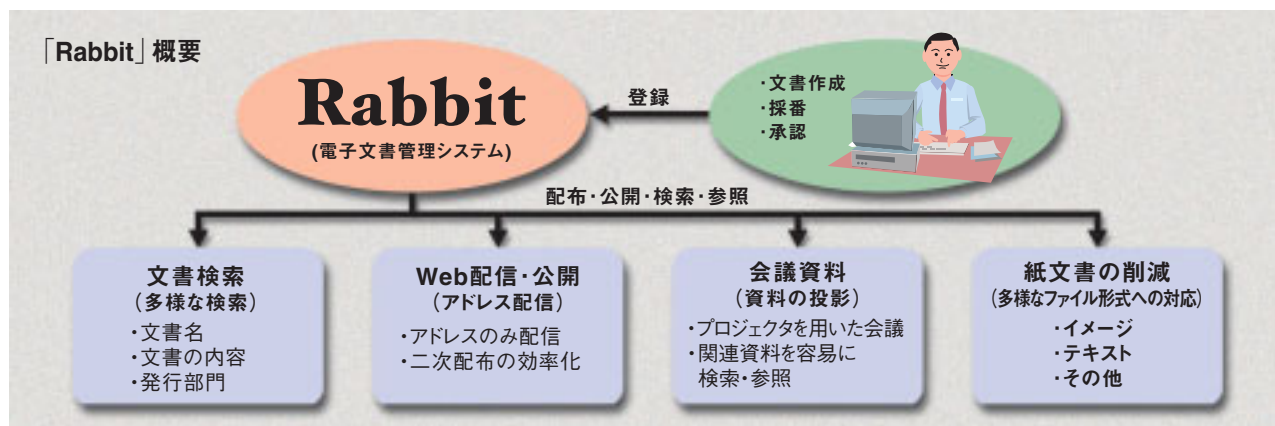 「Rabbit」概要
Rabbit
(電子文書管理システム)
登録
・文書作成
・採番
・承認
配布・公開・検索・参照
文書検索
(多様な検索)
・文書名
・文書の内容
・発行部門
Web配信・公開
(アドレス配信)
・アドレスのみ配信
・二次配布の効率化
会議資料
(資料の投影)
・プロジェクタを用いた会議
・関連資料を容易に
検索・参照
紙文書の削減
(多様なファイル形式への対応)
・イメージ
・テキスト
・その他